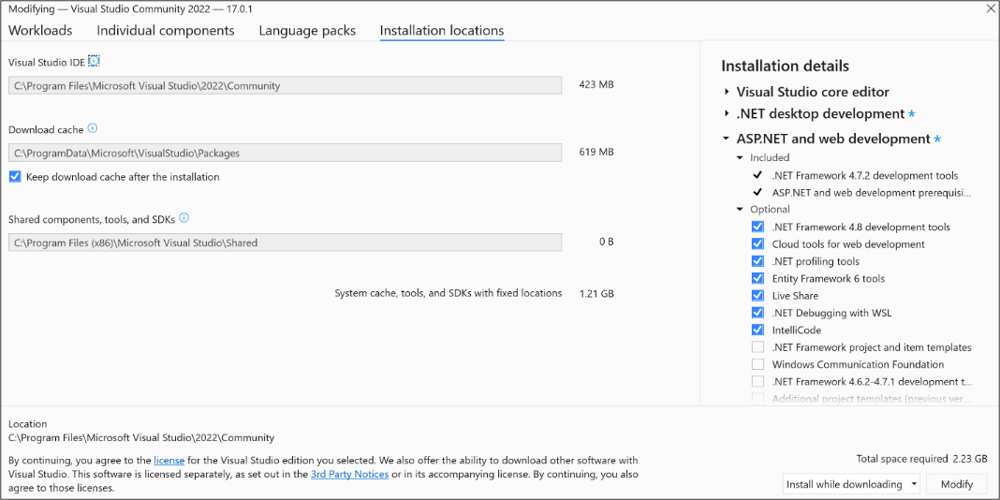 Modifying — Visual Studio Community 2022 — 17.0.1
Workloads Individual components Language packs Installation locations
Visual Studio IDE
C:\Program Files\Microsoft Visual Studio\2022\Community 423 MB
Download cache
C:\ProgramData\Microsoft\VisualStudio\Packages 619 MB
Keep download cache after the installation
Shared components, tools, and SDKs
C:\Program Files (x86)\Microsoft Visual Studio\Shared 0 B
System cache, tools, and SDKs with fixed locations 1.21 GB
Installation details
Visual Studio core editor
.NET desktop development *
ASP.NET and web development *
Included
.NET Framework 4.7.2 development tools
ASP.NET and web development prerequisi...
Optional
.NET Framework 4.8 development tools
Cloud tools for web development
.NET profiling tools
Entity Framework 6 tools
Live Share
.NET Debugging with WSL
IntelliCode
.NET Framework project and item templates
Windows Communication Foundation
.NET Framework 4.6.2-4.7.1 development t...
Additional project templates (previous ver...
Location
C:\Program Files\Microsoft Visual Studio\2022\Community
By continuing, you agree to the license for the Visual Studio edition you selected. We also offer the ability to download other software with
Visual Studio. This software is licensed separately, as set out in the 3rd Party Notices or in its accompanying license. By continuing, you also
agree to those licenses.
Total space required 2.23 GB
Install while downloading Modify